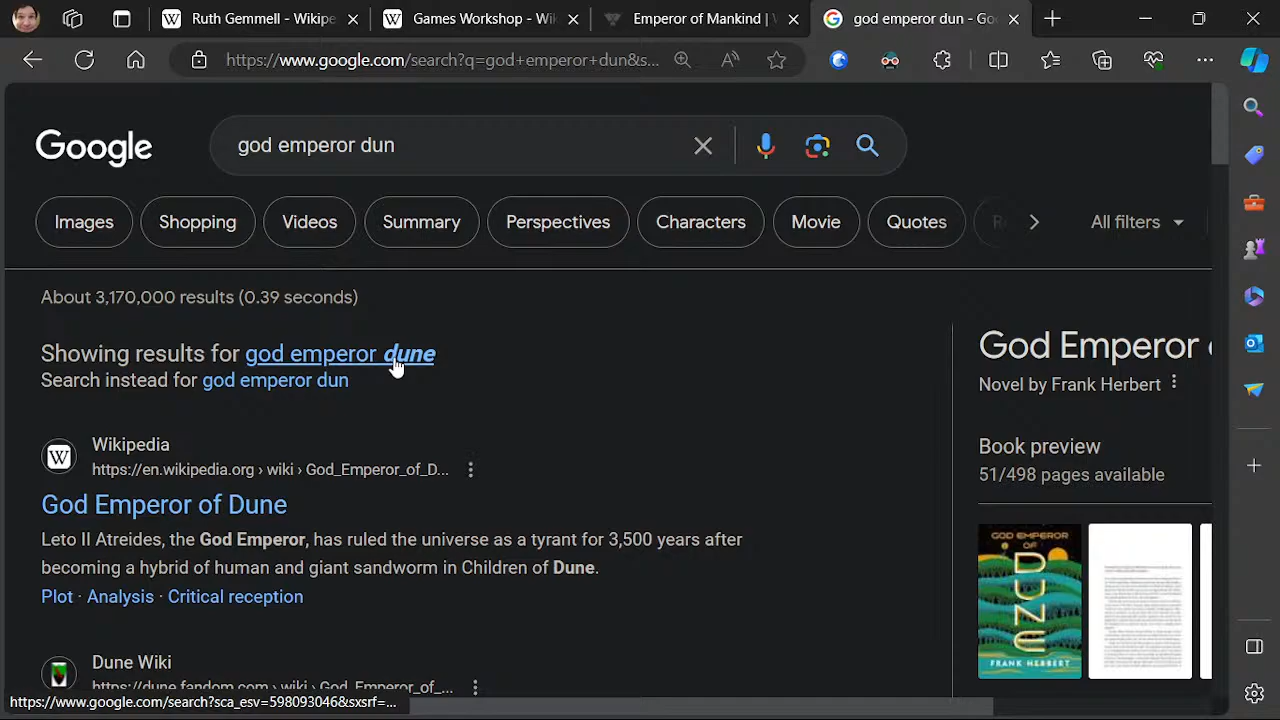 Ruth Gemmell - Wikipe
Games Workshop - Wik
Emperor of Mankind | W
god emperor dun - Goo
https://www.google.com/search?q=god+emperor+dun&s...
Google
god emperor dun
Images
Shopping
Videos
Summary
Perspectives
Characters
Movie
Quotes
All filters
About 3,170,000 results (0.39 seconds)
Showing results for god emperor dune
Search instead for god emperor dun
Wikipedia
https://en.wikipedia.org › wiki › God_Emperor_of_D...
God Emperor of Dune
Leto II Atreides, the God Emperor, has ruled the universe as a tyrant for 3,500 years after
becoming a hybrid of human and giant sandworm in Children of Dune.
Plot · Analysis · Critical reception
Dune Wiki
https://dune.fandom.com › wiki › God_Emperor_of_...
https://www.google.com/search?sca_esv=598093046&sxsrf=...
God Emperor
Novel by Frank Herbert
Book preview
51/498 pages available
GOD EMPEROR
OF
DUNE
FRANK HERBERT